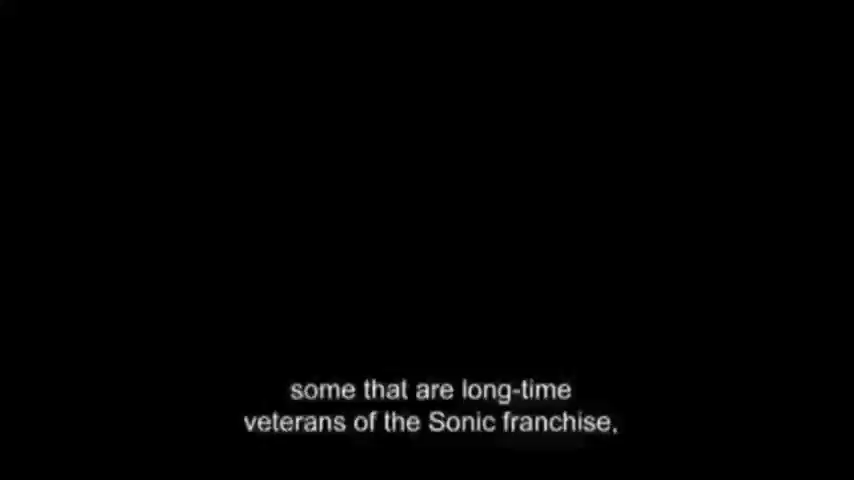 some that are long-time
veterans of the Sonic franchise,